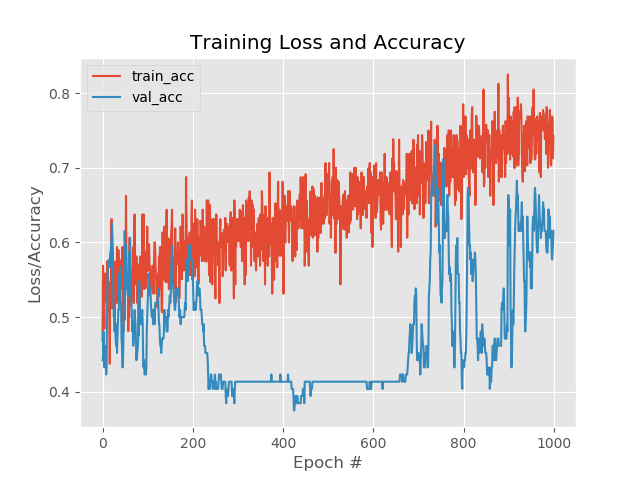 Training Loss and Accuracy
train_acc
val_acc
0.8
0.7
0.6
0.5
0.4
Loss/Accuracy
0 200 400 600 800 1000
Epoch #